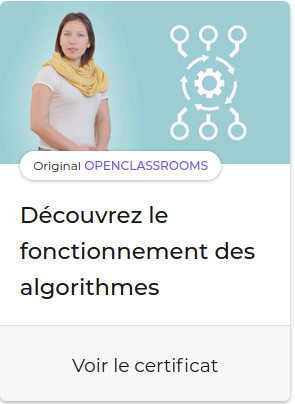 Original OPENCLASSROOMS
Découvrez le
fonctionnement des
algorithmes
Voir le certificat